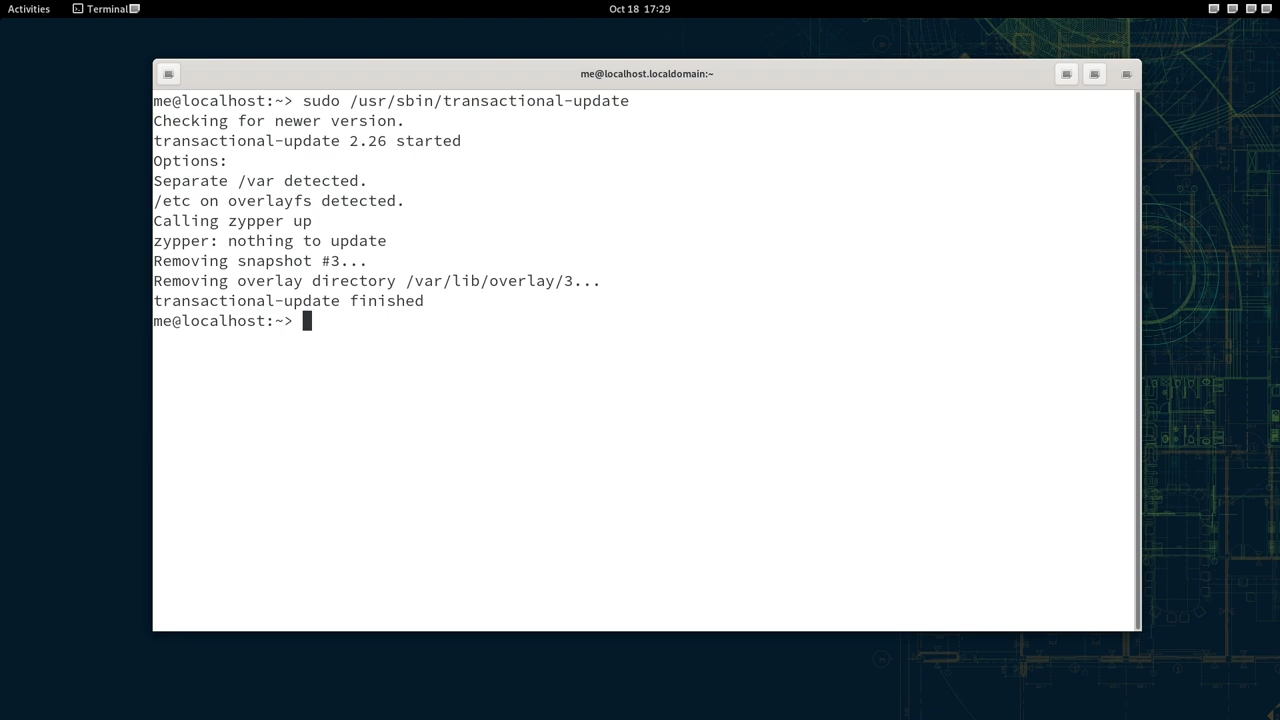 Activities Terminal Oct 18 17:29
me@localhost.localdomain:~
me@localhost:~> sudo /usr/sbin/transactional-update
Checking for newer version.
transactional-update 2.26 started
Options:
Separate /var detected.
/etc on overlayfs detected.
Calling zypper up
zypper: nothing to update
Removing snapshot #3...
Removing overlay directory /var/lib/overlay/3...
transactional-update finished
me@localhost:~>